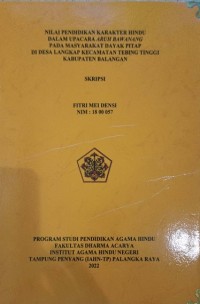 NILAI PENDIDIKAN KARAKTER HINDU
DALAM UPACARA ARUH BAWANANG
PADA MASYARAKAT DAYAK PITAP
DI DESA LANGKAP KECAMATAN TEBING TINGGI
KABUPATEN BALANGAN
SKRIPSI
FITRI MEI DENSI
NIM : 18 00 057
PROGRAM STUDI PENDIDIKAN AGAMA HINDU
FAKULTAS DHARMA ACARYA
INSTITUT AGAMA HINDU NEGERI
TAMPUNG PENYANG (IAHN-TP) PALANGKA RAYA
2022